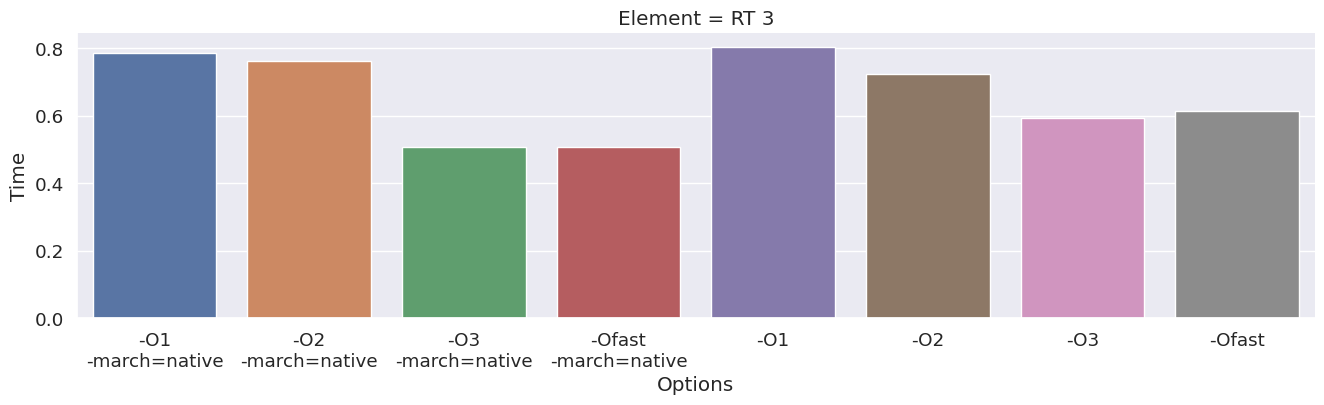 Element = RT 3
Time
0.8
0.6
0.4
0.2
0.0
-O1 -O2 -O3 -Ofast -O1 -O2 -O3 -Ofast
-march=native -march=native -march=native -march=native
Options